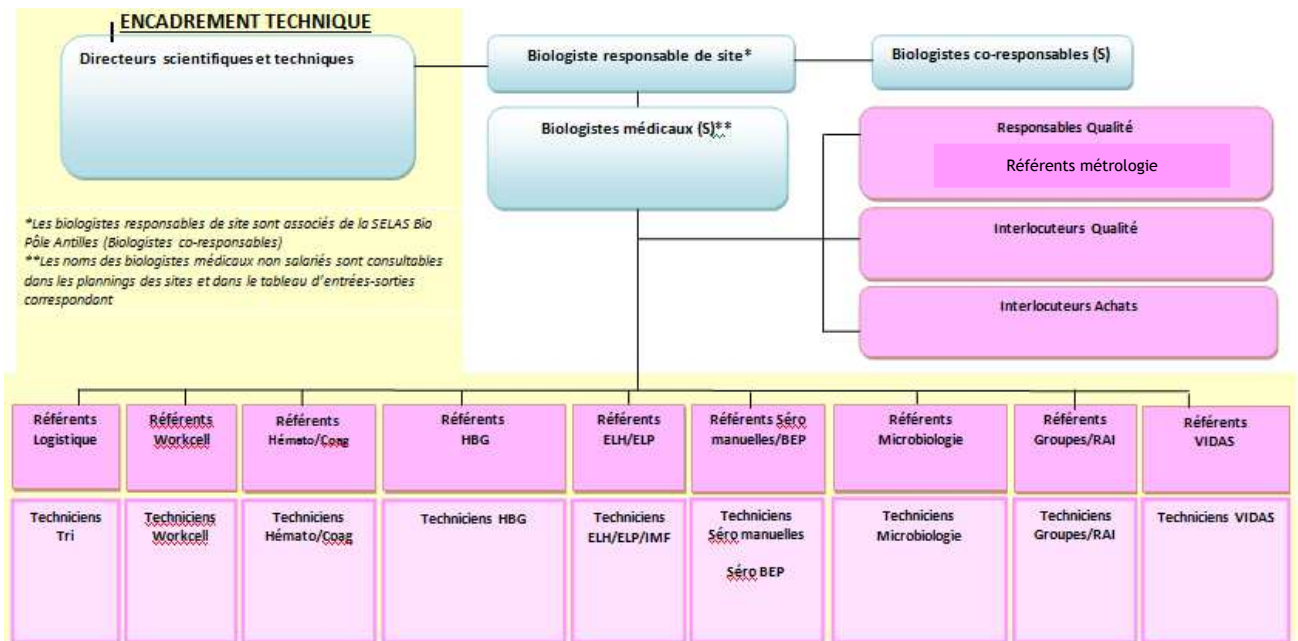 ENCADREMENT TECHNIQUE
Directeurs scientifiques et techniques
Biologiste responsable de site*
Biologistes co-responsables (S)
Biologistes médicaux (S)**
Responsables Qualité
Référents métrologie
Interlocuteurs Qualité
Interlocuteurs Achats
*Les biologistes responsables de site sont associés de la SELAS Bio
Pôle Antilles (Biologistes co-responsables)
**Les noms des biologistes médicaux non salariés sont consultables
dans les plannings des sites et dans le tableau d'entrées-sorties
correspondant
Référents
Logistique
Référents
Workcell
Référents
Hémato/Coag
Référents
HBG
Référents
ELH/ELP
Référents Séro
manuelles/BEP
Référents
Microbiologie
Référents
Groupes/RAI
Référents
VIDAS
Techniciens
Tri
Techniciens
Workcell
Techniciens
Hémato/Coag
Techniciens HBG
Techniciens
ELH/ELP/IMF
Techniciens
Séro manuelles
Séro BEP
Techniciens
Microbiologie
Techniciens
Groupes/RAI
Techniciens VIDAS